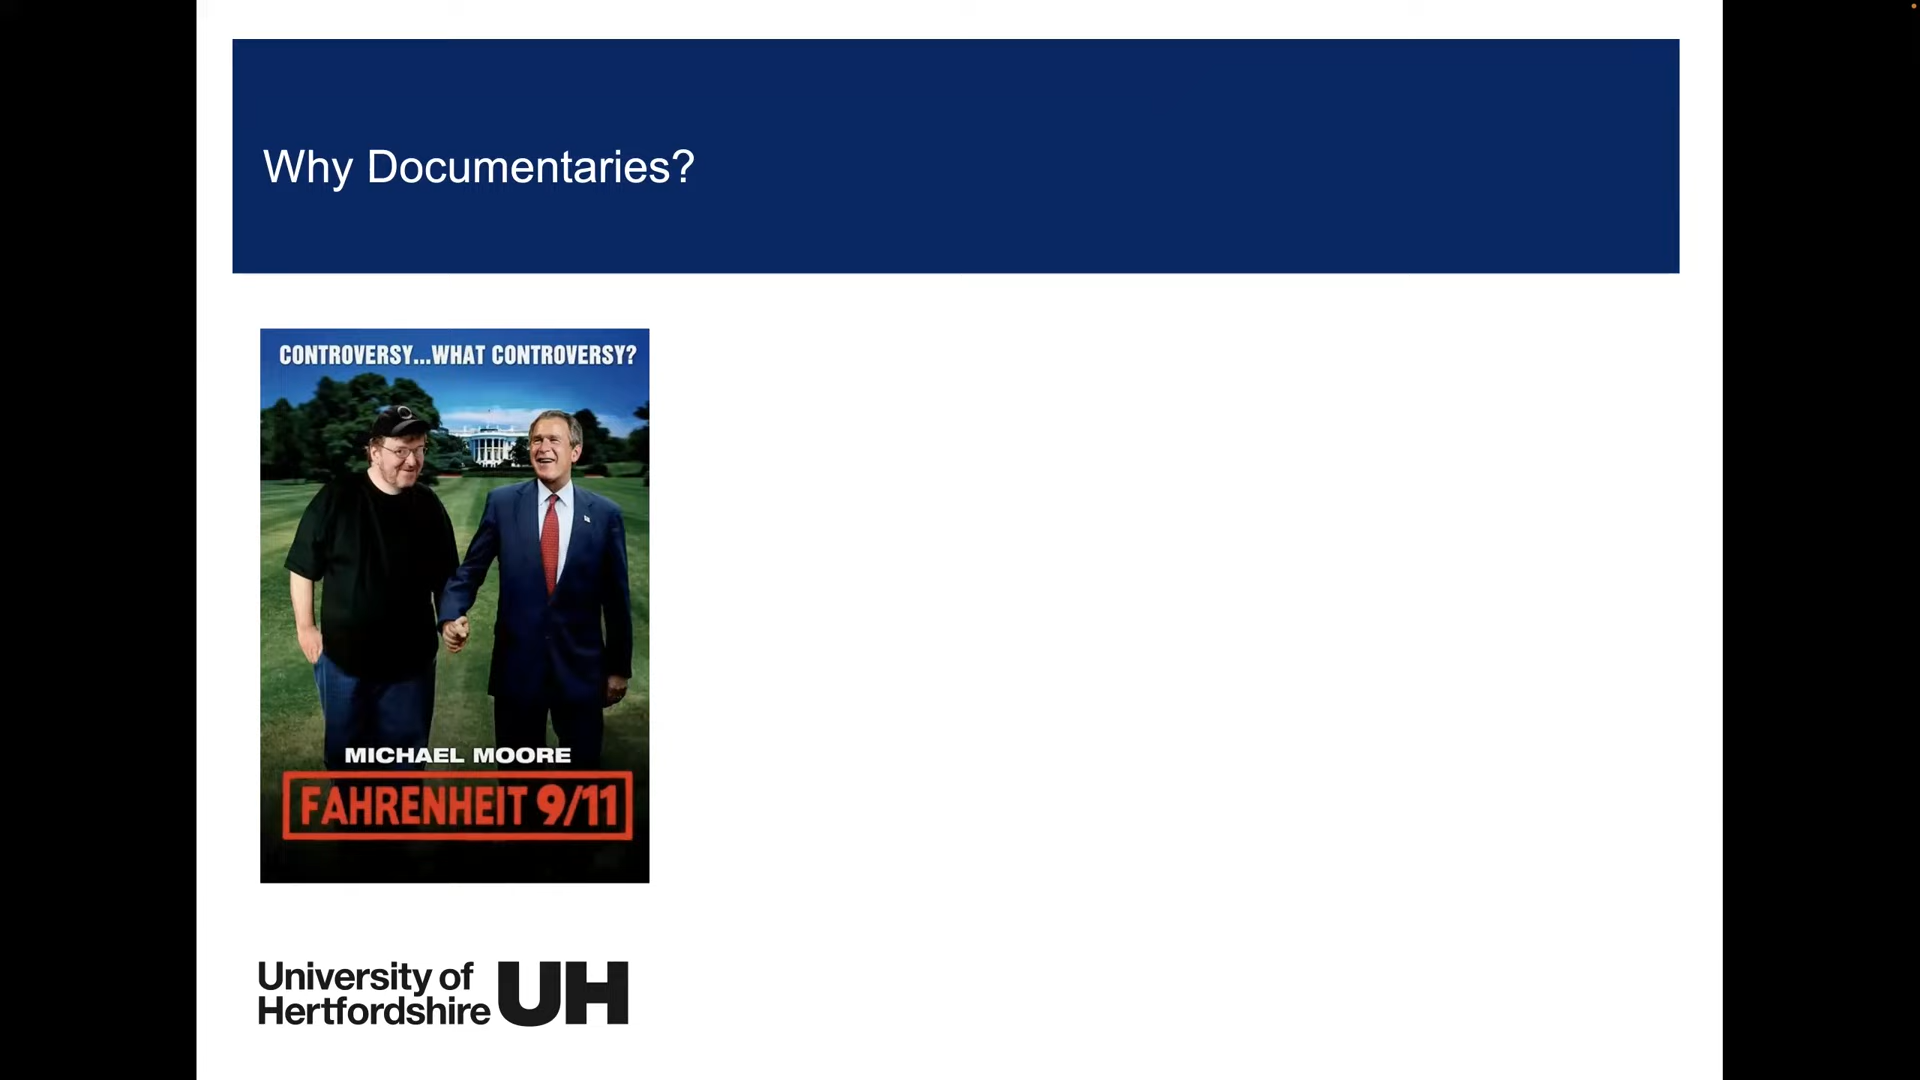 Why Documentaries?
CONTROVERSY...WHAT CONTROVERSY?
MICHAEL MOORE
FAHRENHEIT 9/11
University of
Hertfordshire
UH